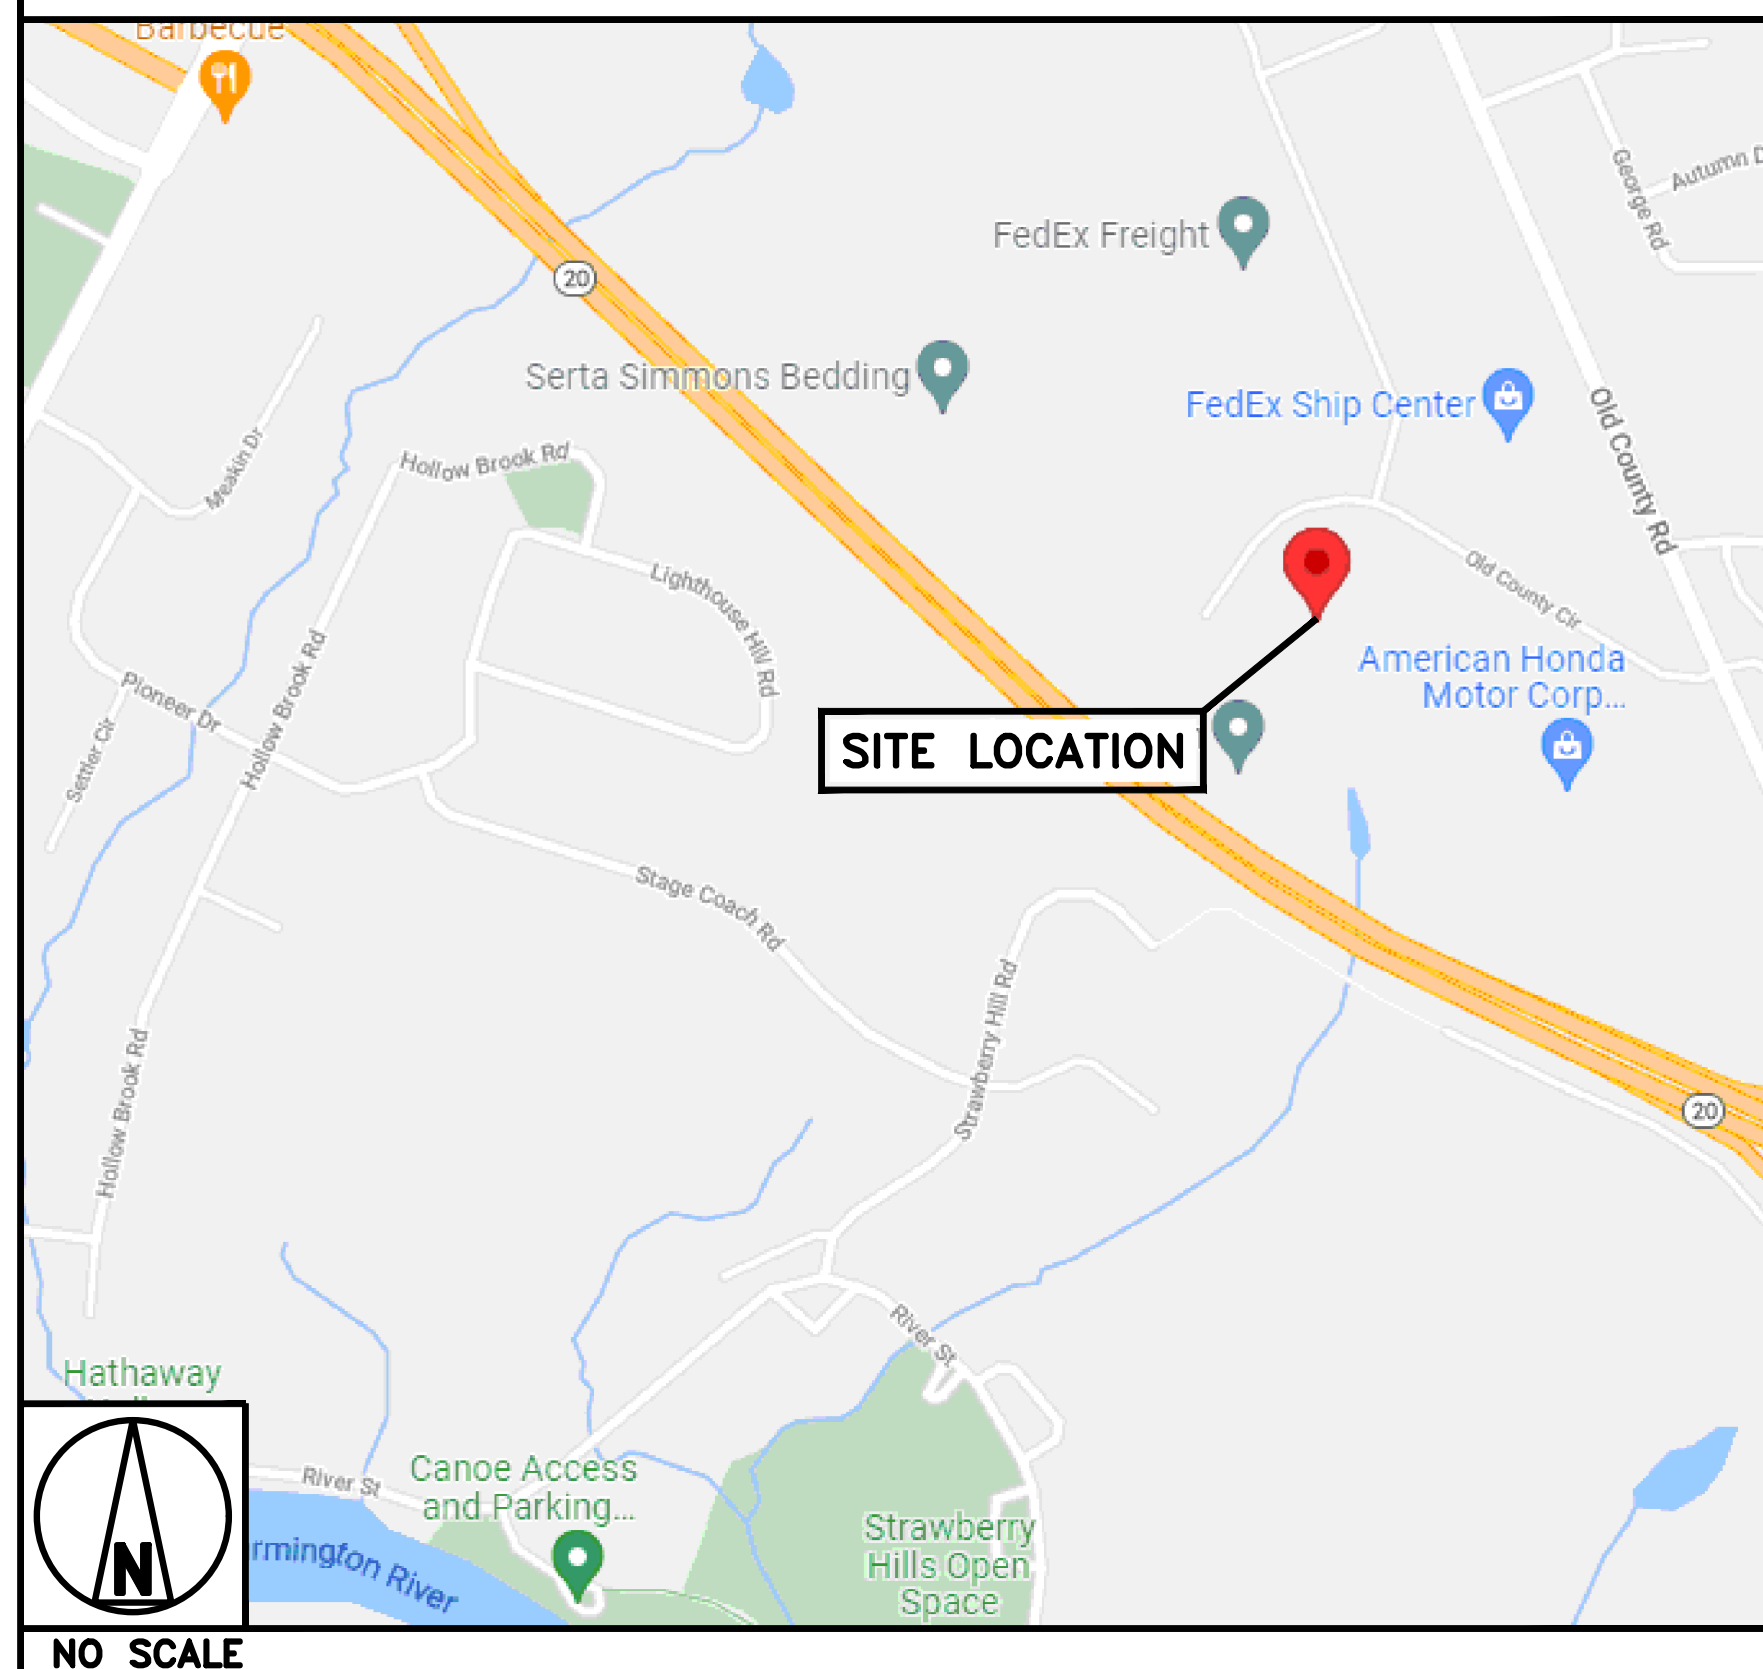 Barbecue
George Rd
Autumn D
FedEx Freight
20
Serta Simmons Bedding
FedEx Ship Center
Old County Rd
Meakin Dr
Hollow Brook Rd
Old County Cir
Lighthouse Hill Rd
Hollow Brook Rd
American Honda
Motor Corp...
Pioneer Dr
Settler Cir
SITE LOCATION
Stage Coach Rd
Strawberry Hill Rd
Hollow Brook Rd
20
River St
Hathaway
Canoe Access
and Parking...
River St
Strawberry
Hills Open
Space
rmington River
N
NO SCALE